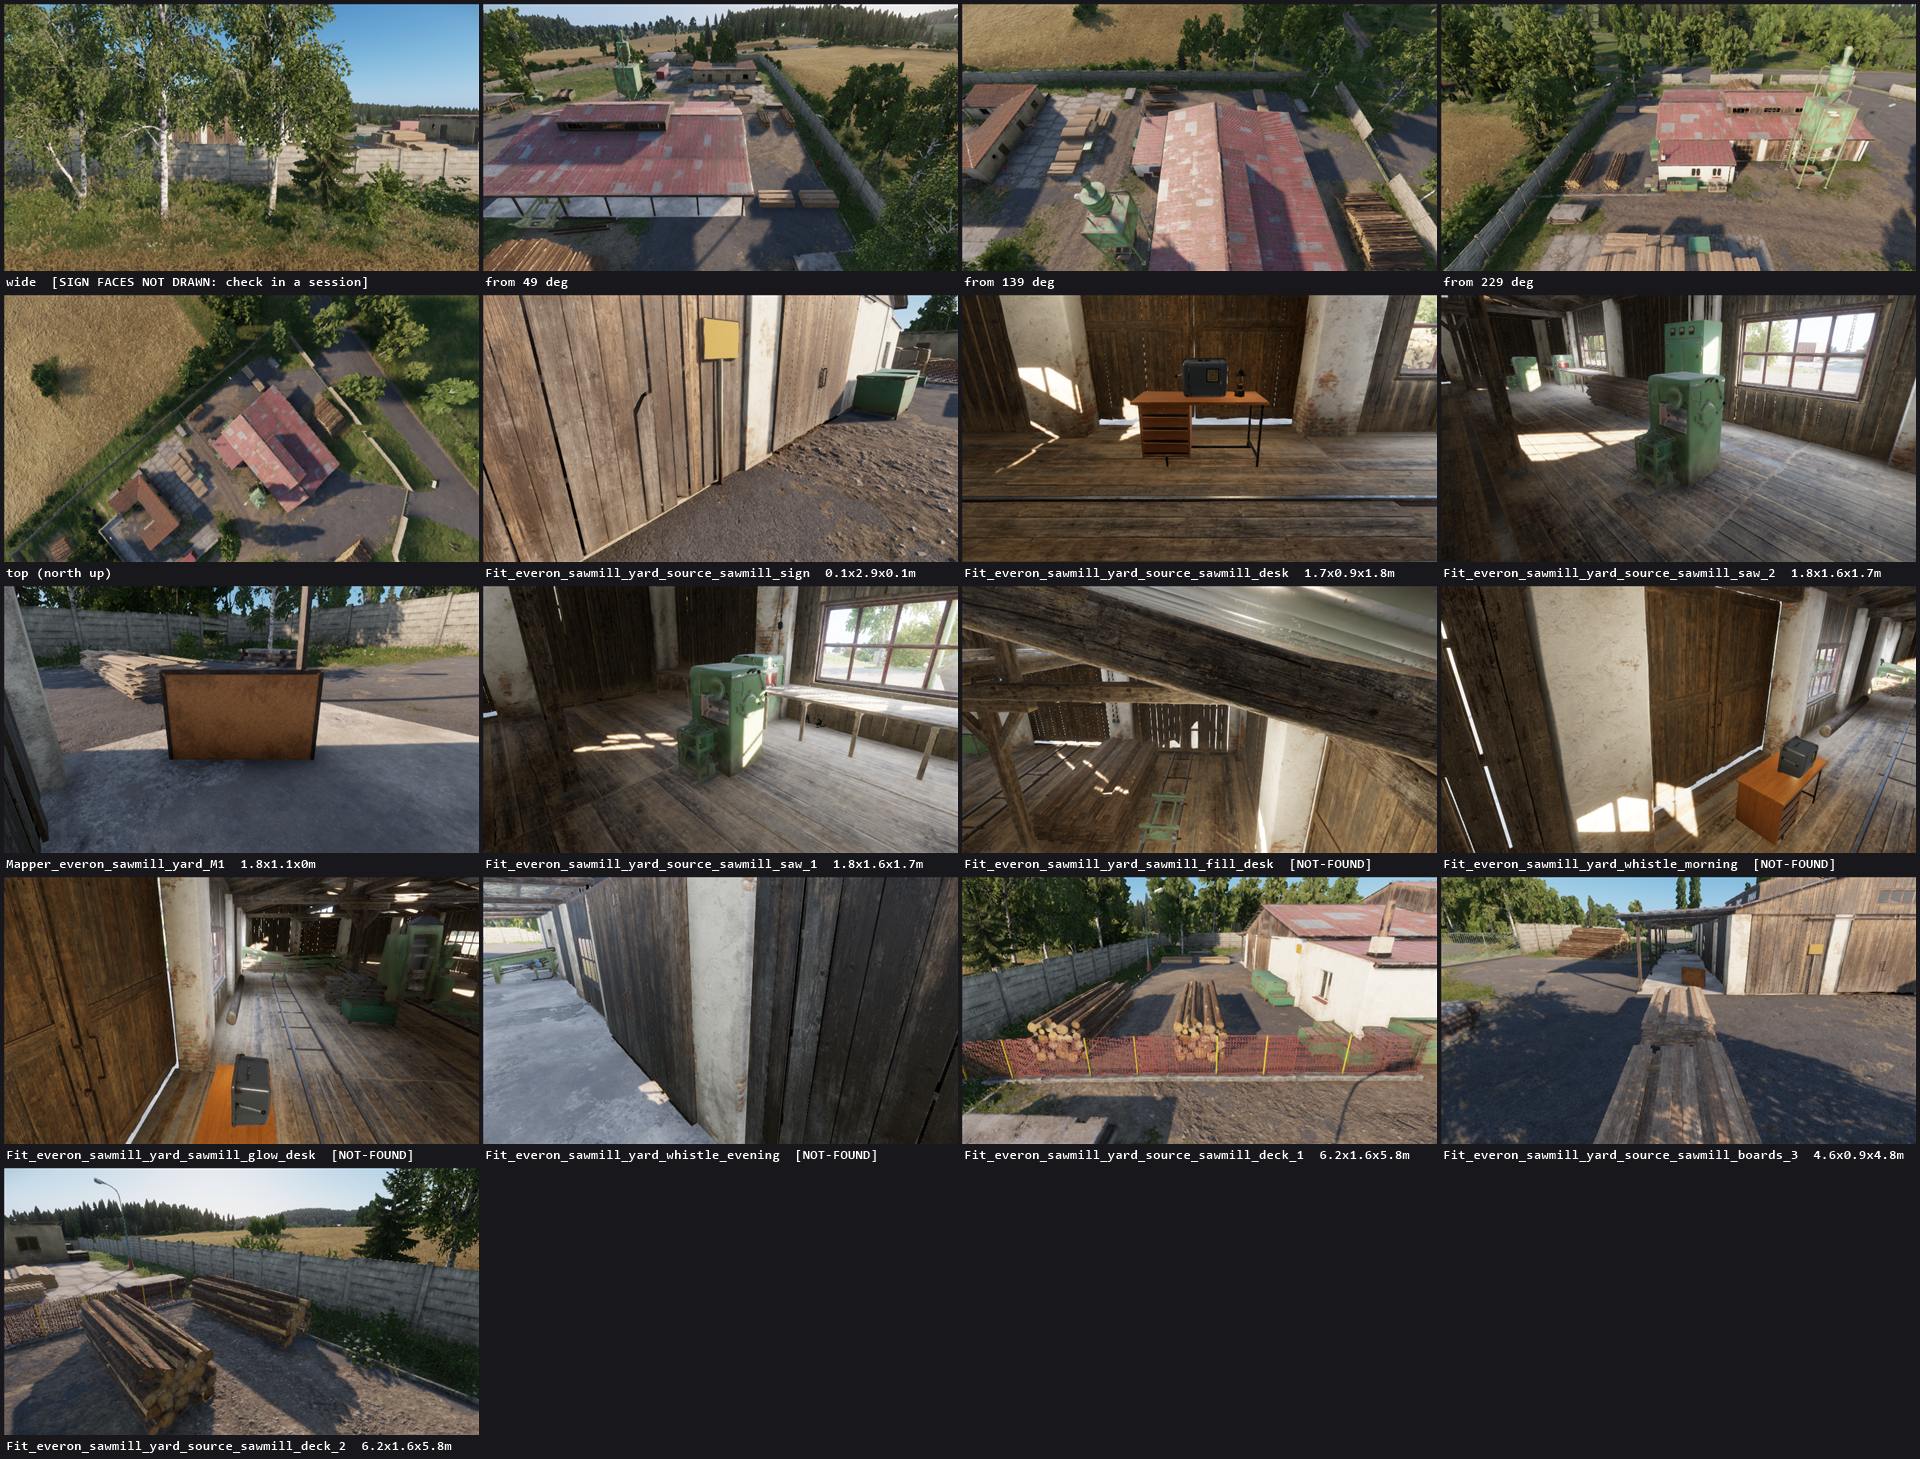 wide  [SIGN FACES NOT DRAWN: check in a session]
from 49 deg
from 139 deg
from 229 deg
top (north up)
Fit_everon_sawmill_yard_source_sawmill_sign  0.1x2.9x0.1m
Fit_everon_sawmill_yard_source_sawmill_desk  1.7x0.9x1.8m
Fit_everon_sawmill_yard_source_sawmill_saw_2  1.8x1.6x1.7m
Mapper_everon_sawmill_yard_M1  1.8x1.1x0m
Fit_everon_sawmill_yard_source_sawmill_saw_1  1.8x1.6x1.7m
Fit_everon_sawmill_yard_sawmill_fill_desk  [NOT-FOUND]
Fit_everon_sawmill_yard_whistle_morning  [NOT-FOUND]
Fit_everon_sawmill_yard_sawmill_glow_desk  [NOT-FOUND]
Fit_everon_sawmill_yard_whistle_evening  [NOT-FOUND]
Fit_everon_sawmill_yard_source_sawmill_deck_1  6.2x1.6x5.8m
Fit_everon_sawmill_yard_source_sawmill_boards_3  4.6x0.9x4.8m
Fit_everon_sawmill_yard_source_sawmill_deck_2  6.2x1.6x5.8m